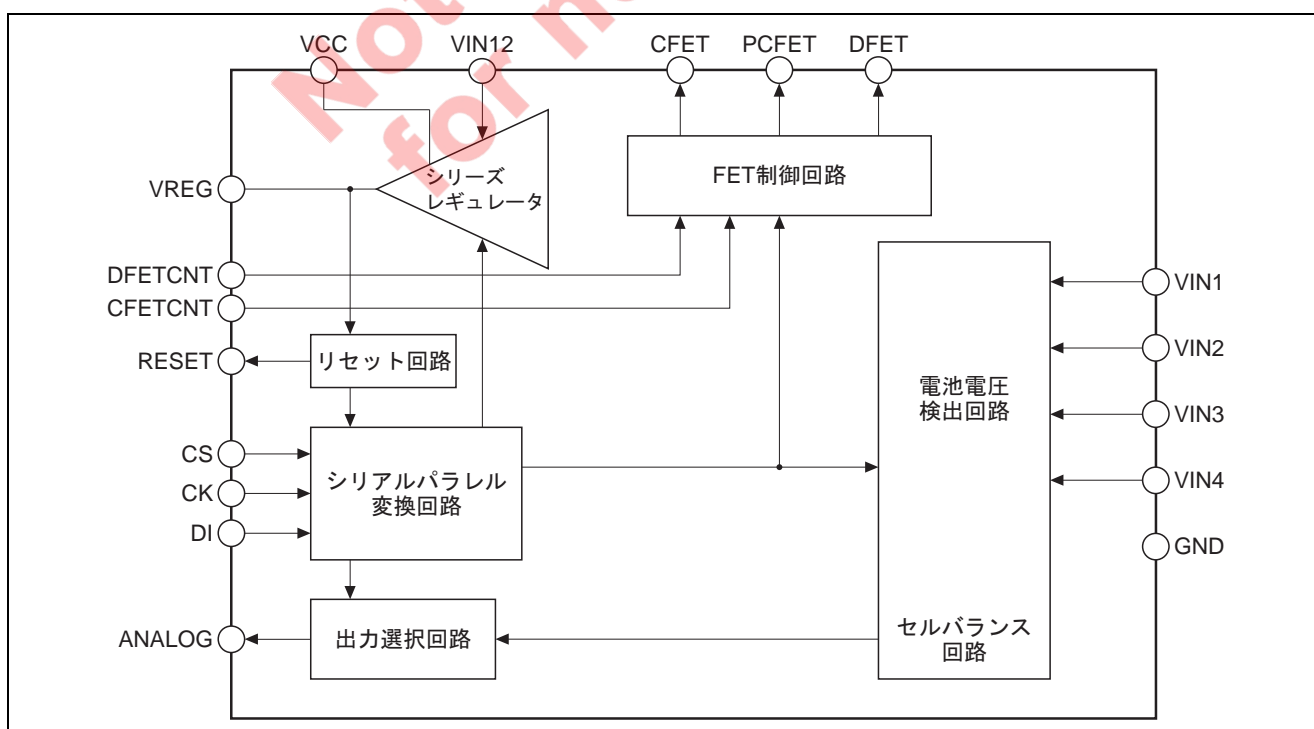 Not
for n
VCC
VIN12
CFET
PCFET
DFET
シリーズ
レギュレータ
FET制御回路
VREG
DFETCNT
CFETCNT
RESET
リセット回路
CS
CK
DI
シリアルパラレル
変換回路
ANALOG
出力選択回路
電池電圧
検出回路
セルバランス
回路
VIN1
VIN2
VIN3
VIN4
GND